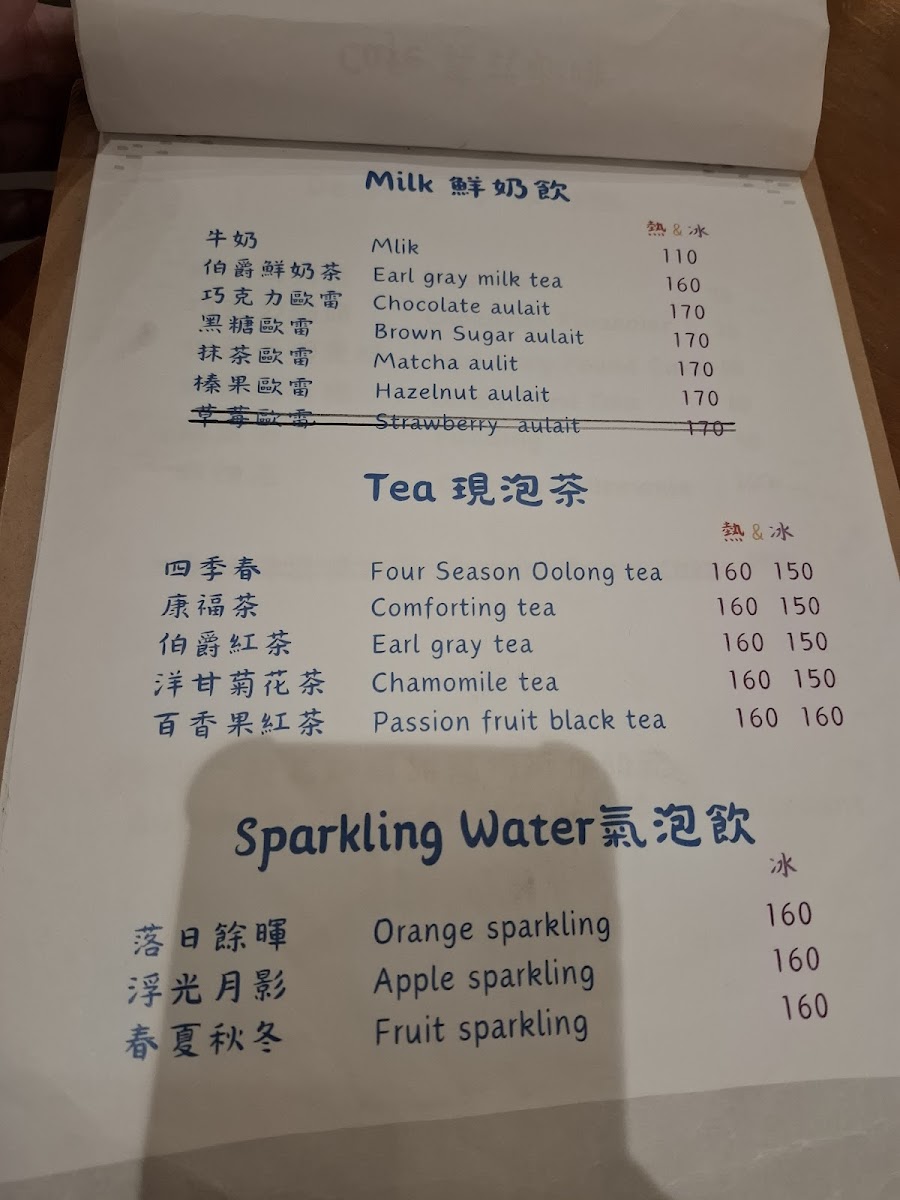 Milk 鮮奶飲
熱 & 冰
牛奶 Mlik 110
伯爵鮮奶茶 Earl gray milk tea 160
巧克力歐雷 Chocolate aulait 170
黑糖歐雷 Brown Sugar aulait 170
抹茶歐雷 Matcha aulit 170
榛果歐雷 Hazelnut aulait 170
草莓歐雷 Strawberry aulait 170
Tea 現泡茶
熱 & 冰
四季春 Four Season Oolong tea 160 150
康福茶 Comforting tea 160 150
伯爵紅茶 Earl gray tea 160 150
洋甘菊花茶 Chamomile tea 160 150
百香果紅茶 Passion fruit black tea 160 160
Sparkling Water氣泡飲
冰
落日餘暉 Orange sparkling 160
浮光月影 Apple sparkling 160
春夏秋冬 Fruit sparkling 160